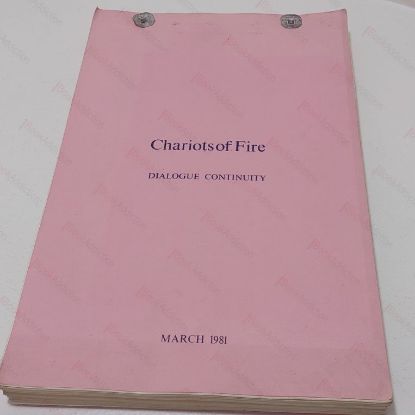 Chariots of Fire
DIALOGUE CONTINUITY
MARCH 1981